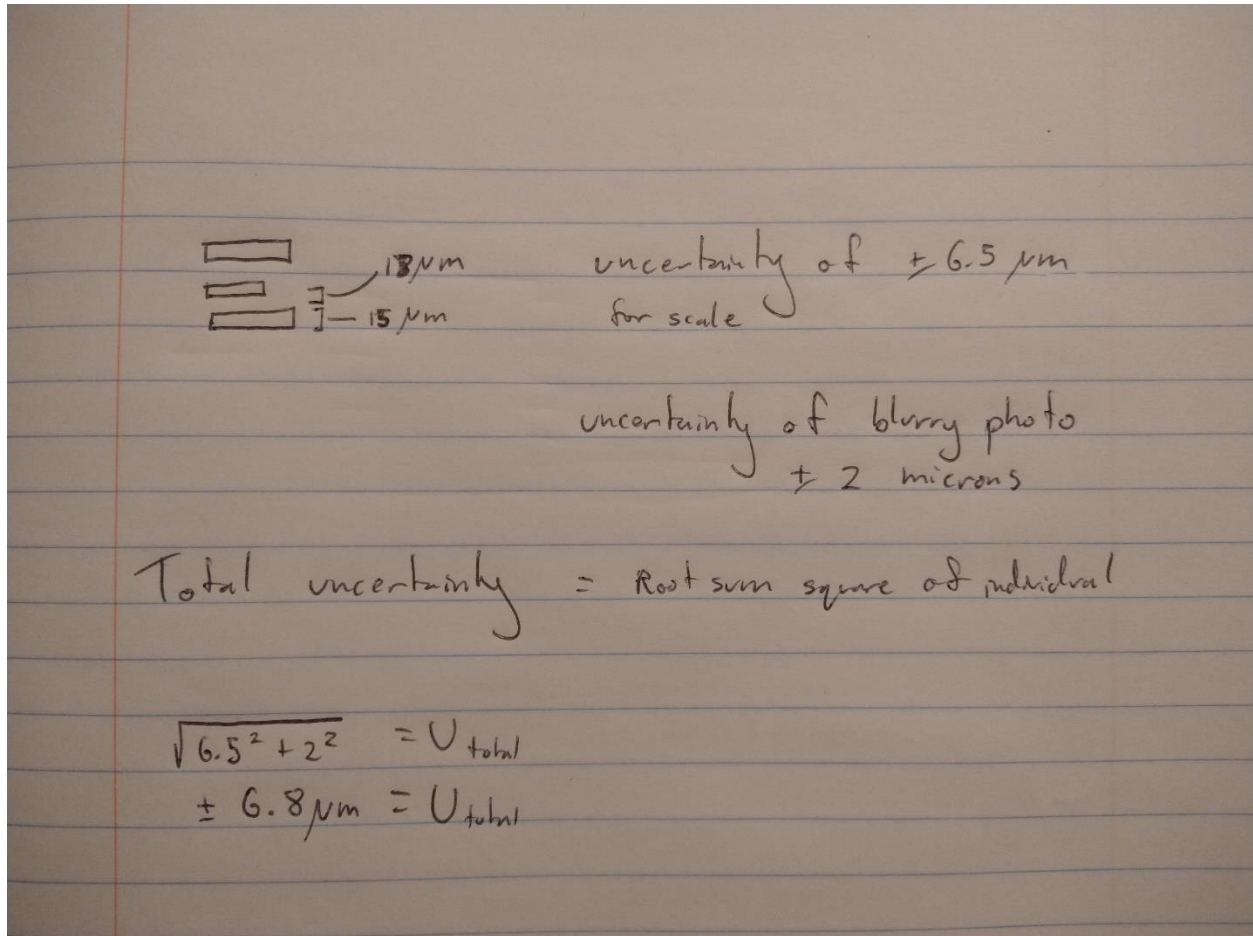 18 μm uncertainty of ± 6.5 μm
15 μm for scale
uncertainty of blurry photo
± 2 microns
Total uncertainty = Root sum square of individual
√6.5² + 2² = U total
± 6.8 μm = U total